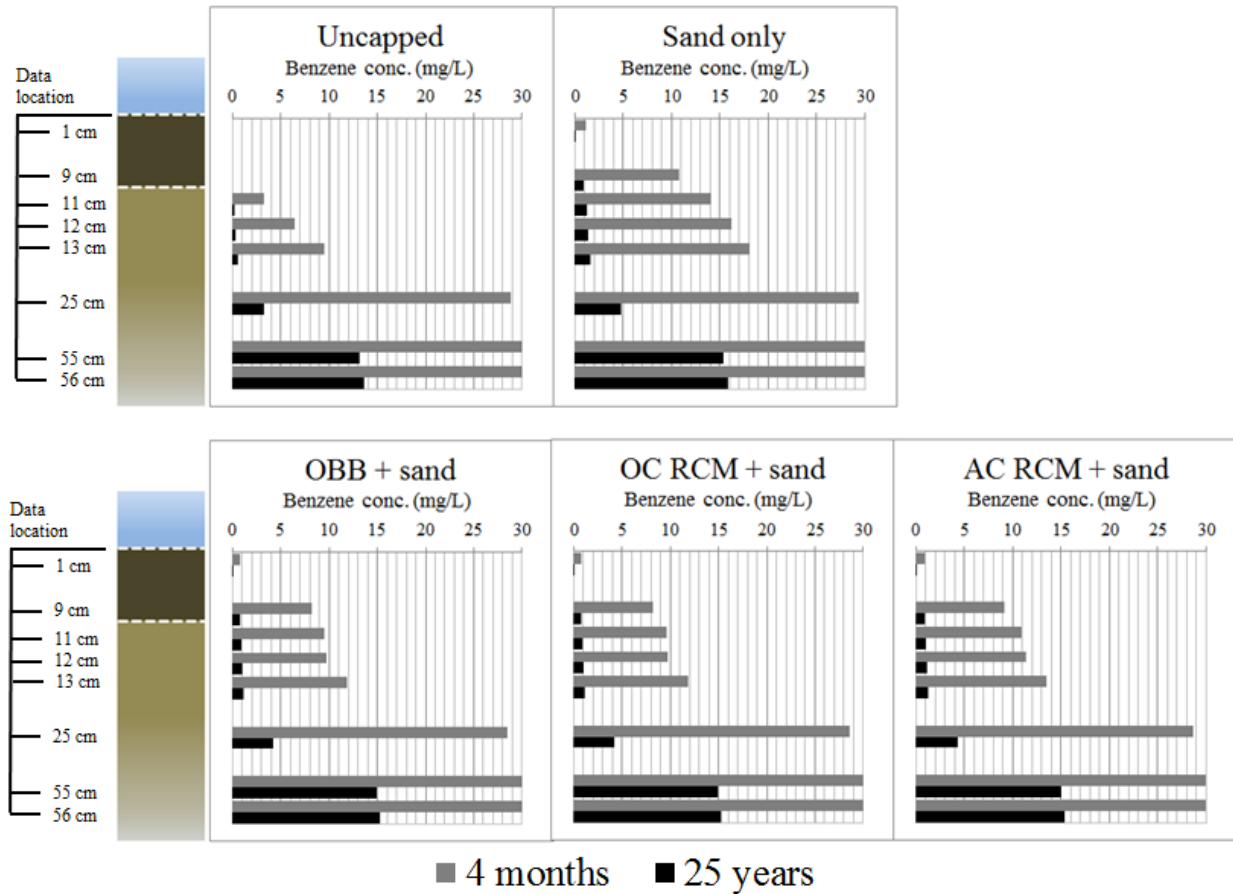 Uncapped
Benzene conc. (mg/L)
0 5 10 15 20 25 30
Sand only
Benzene conc. (mg/L)
0 5 10 15 20 25 30
Data
location
1 cm
9 cm
11 cm
12 cm
13 cm
25 cm
55 cm
56 cm
OBB + sand
Benzene conc. (mg/L)
0 5 10 15 20 25 30
OC RCM + sand
Benzene conc. (mg/L)
0 5 10 15 20 25 30
AC RCM + sand
Benzene conc. (mg/L)
0 5 10 15 20 25 30
Data
location
1 cm
9 cm
11 cm
12 cm
13 cm
25 cm
55 cm
56 cm
4 months 25 years